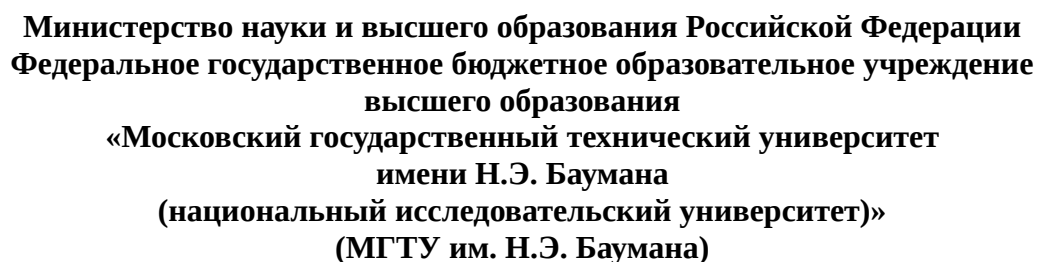 Министерство науки и высшего образования Российской Федерации
Федеральное государственное бюджетное образовательное учреждение
высшего образования
«Московский государственный технический университет
имени Н.Э. Баумана
(национальный исследовательский университет)»
(МГТУ им. Н.Э. Баумана)